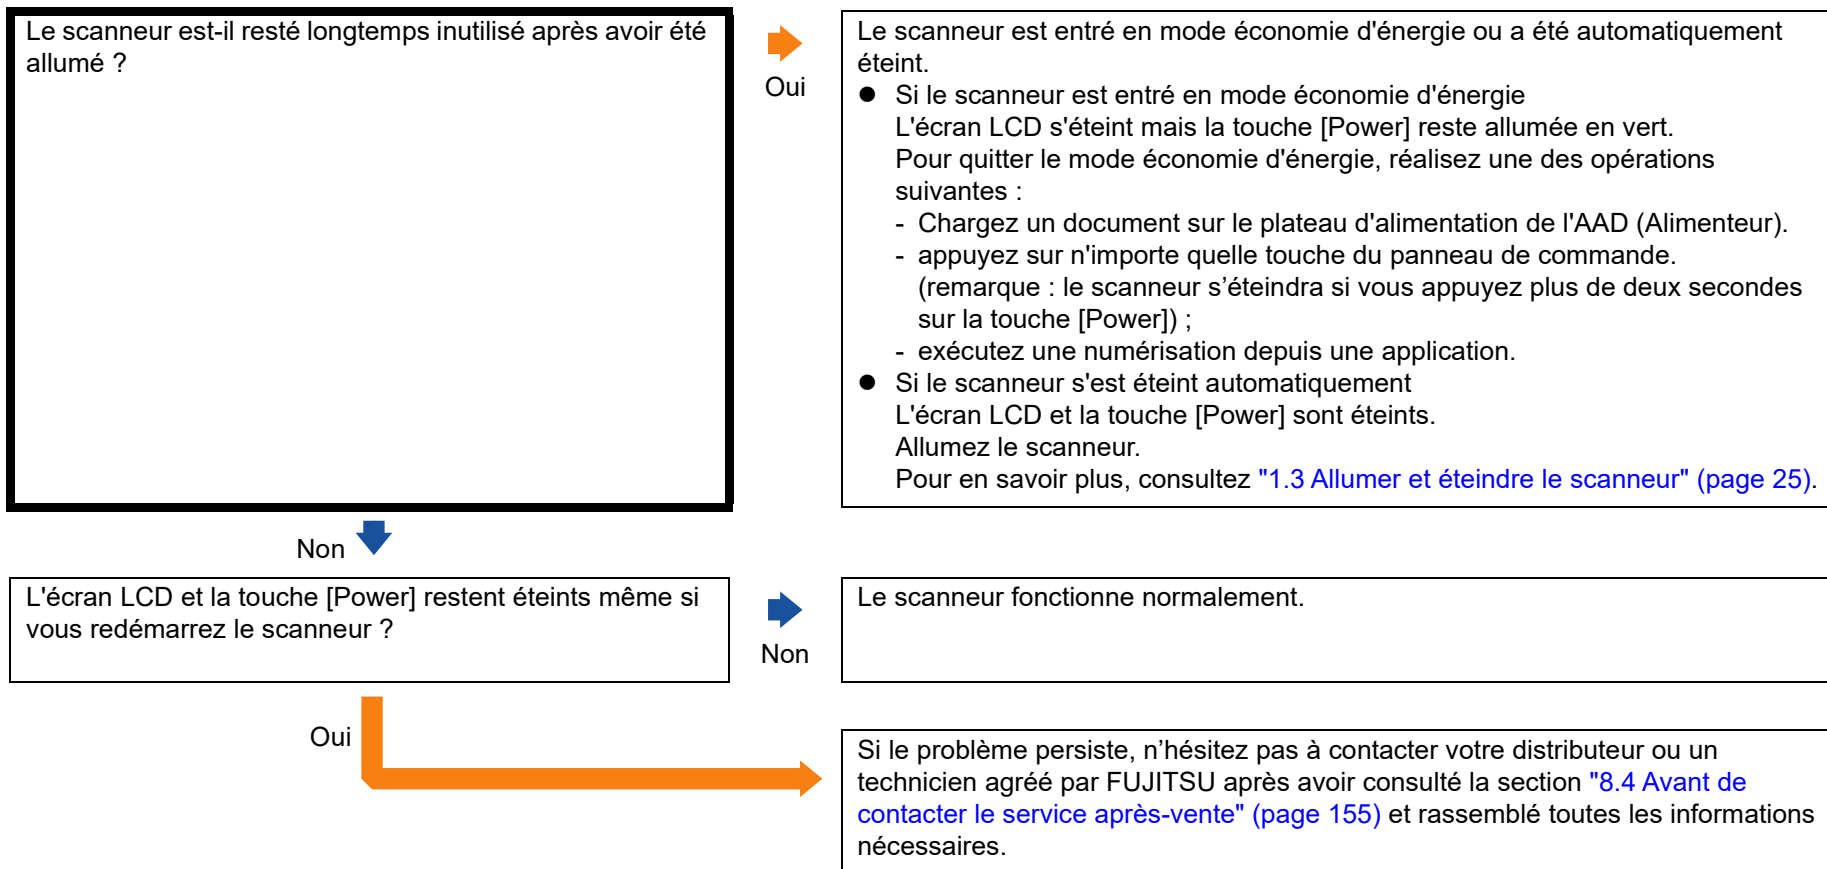 Le scanneur est-il resté longtemps inutilisé après avoir été
allumé ?
Oui
Le scanneur est entré en mode économie d'énergie ou a été automatiquement
éteint.
● Si le scanneur est entré en mode économie d'énergie
L'écran LCD s'éteint mais la touche [Power] reste allumée en vert.
Pour quitter le mode économie d'énergie, réalisez une des opérations
suivantes :
- Chargez un document sur le plateau d'alimentation de l'AAD (Alimenteur).
- appuyez sur n'importe quelle touche du panneau de commande.
(remarque : le scanneur s’éteindra si vous appuyez plus de deux secondes
sur la touche [Power]) ;
- exécutez une numérisation depuis une application.
● Si le scanneur s'est éteint automatiquement
L'écran LCD et la touche [Power] sont éteints.
Allumez le scanneur.
Pour en savoir plus, consultez "1.3 Allumer et éteindre le scanneur" (page 25).
Non
L'écran LCD et la touche [Power] restent éteints même si
vous redémarrez le scanneur ?
Non
Le scanneur fonctionne normalement.
Oui
Si le problème persiste, n’hésitez pas à contacter votre distributeur ou un
technicien agréé par FUJITSU après avoir consulté la section "8.4 Avant de
contacter le service après-vente" (page 155) et rassemblé toutes les informations
nécessaires.